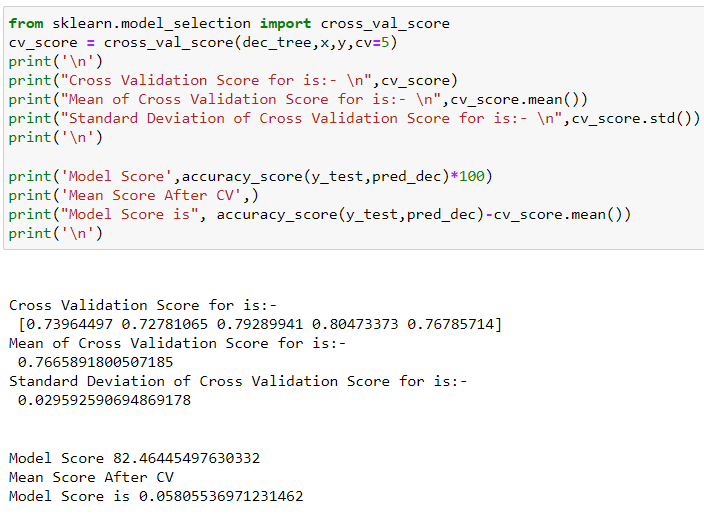 from sklearn.model_selection import cross_val_score
cv_score = cross_val_score(dec_tree,x,y,cv=5)
print('\n')
print("Cross Validation Score for is:- \n",cv_score)
print("Mean of Cross Validation Score for is:- \n",cv_score.mean())
print("Standard Deviation of Cross Validation Score for is:- \n",cv_score.std())
print('\n')
print('Model Score',accuracy_score(y_test,pred_dec)*100)
print('Mean Score After CV',)
print("Model Score is", accuracy_score(y_test,pred_dec)-cv_score.mean())
print('\n')
Cross Validation Score for is:-
[0.73964497 0.72781065 0.79289941 0.80473373 0.76785714]
Mean of Cross Validation Score for is:-
0.7665891800507185
Standard Deviation of Cross Validation Score for is:-
0.029592590694869178
Model Score 82.46445497630332
Mean Score After CV
Model Score is 0.05805536971231462